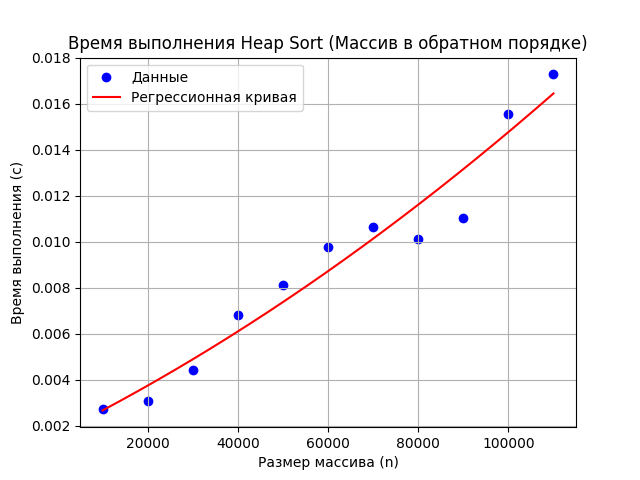 Время выполнения Heap Sort (Массив в обратном порядке)
Данные
Регрессионная кривая
0.018
0.016
0.014
0.012
0.010
0.008
0.006
0.004
0.002
Время выполнения (с)
20000 40000 60000 80000 100000
Размер массива (n)